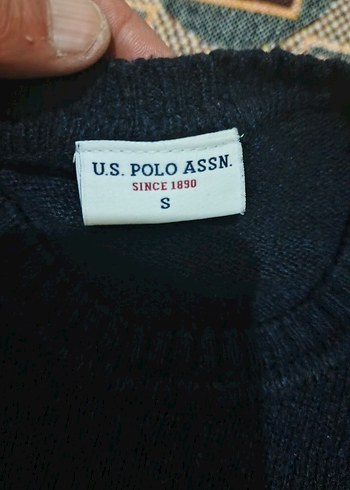 U.S. POLO ASSN.
SINCE 1890
S